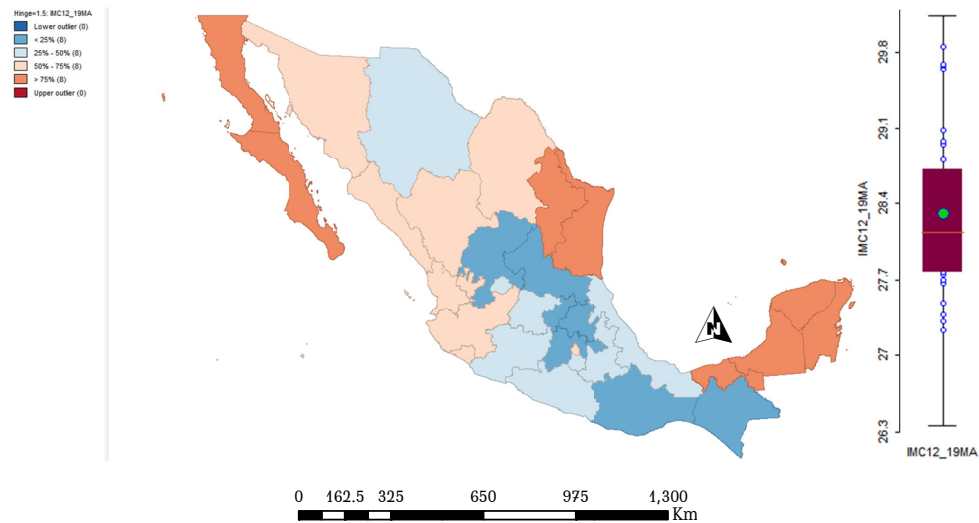 Hinge=1.5: IMC12_19MA
Lower outlier (0)
< 25% (8)
25% - 50% (8)
50% - 75% (8)
> 75% (8)
Upper outlier (0)
N
29.8
29.1
28.4
27.7
27
26.3
IMC12_19MA
IMC12_19MA
0 162.5 325 650 975 1,300
Km